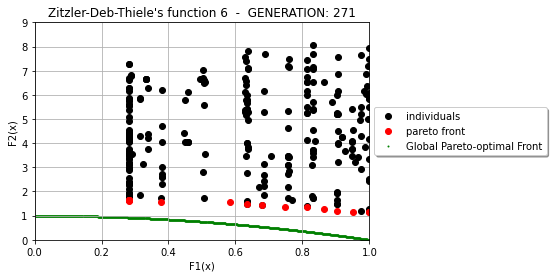 Zitzler-Deb-Thiele's function 6  -  GENERATION: 271
9
8
7
6
5
4
3
2
1
0
F2(x)
0.0 0.2 0.4 0.6 0.8 1.0
F1(x)
individuals
pareto front
Global Pareto-optimal Front